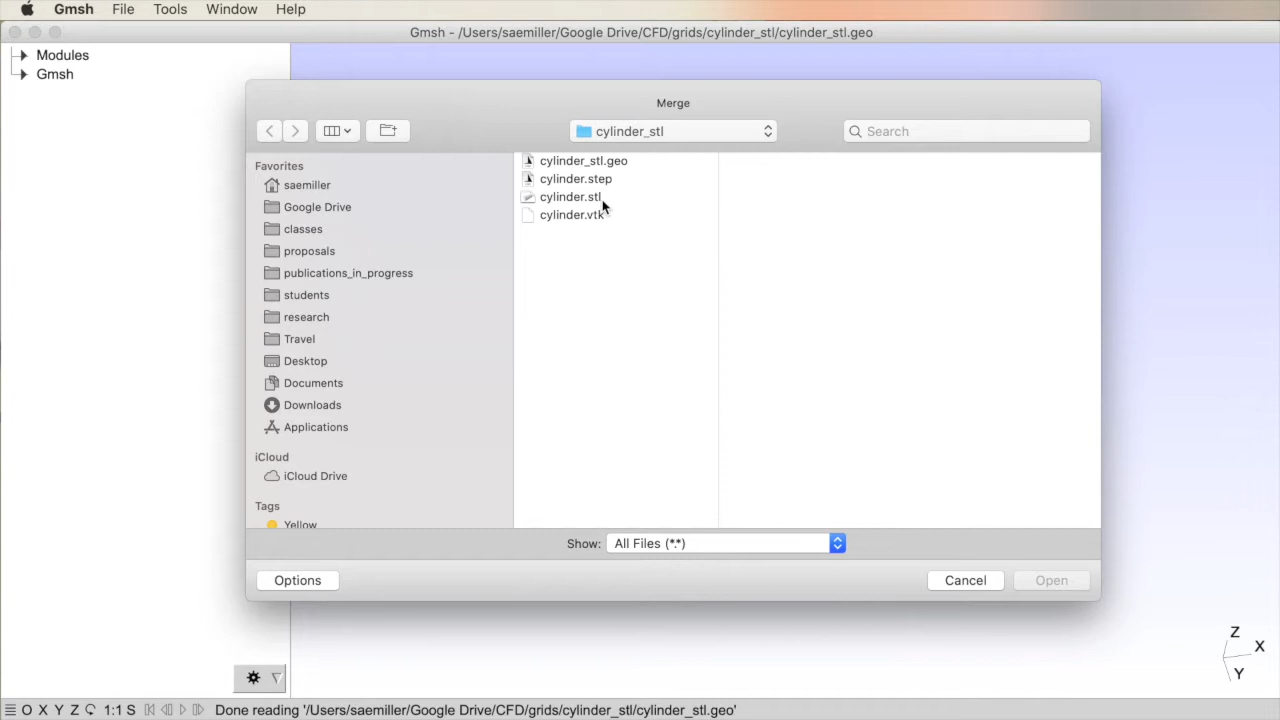 Gmsh File Tools Window Help
Gmsh - /Users/saemiller/Google Drive/CFD/grids/cylinder_stl/cylinder_stl.geo
Modules
Gmsh
Merge
cylinder_stl
Search
Favorites
saemiller
Google Drive
classes
proposals
publications_in_progress
students
research
Travel
Desktop
Documents
Downloads
Applications
iCloud
iCloud Drive
Tags
Yellow
cylinder_stl.geo
cylinder.step
cylinder.stl
cylinder.vtk
Show: All Files (*.*)
Options
Cancel
Open
Z
X
Y
O X Y Z 1:1 S Done reading '/Users/saemiller/Google Drive/CFD/grids/cylinder_stl/cylinder_stl.geo'